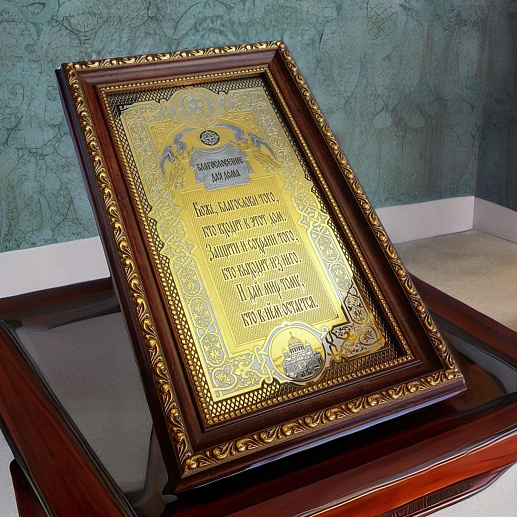 БЛАГОСЛОВЕНИЕ
ДЛЯ ДОМА
Боже, благослови того,
кто входит в этот дом.
Защити и сохрани того,
кто выходит из него.
И дай мир тому,
кто в нём остается.